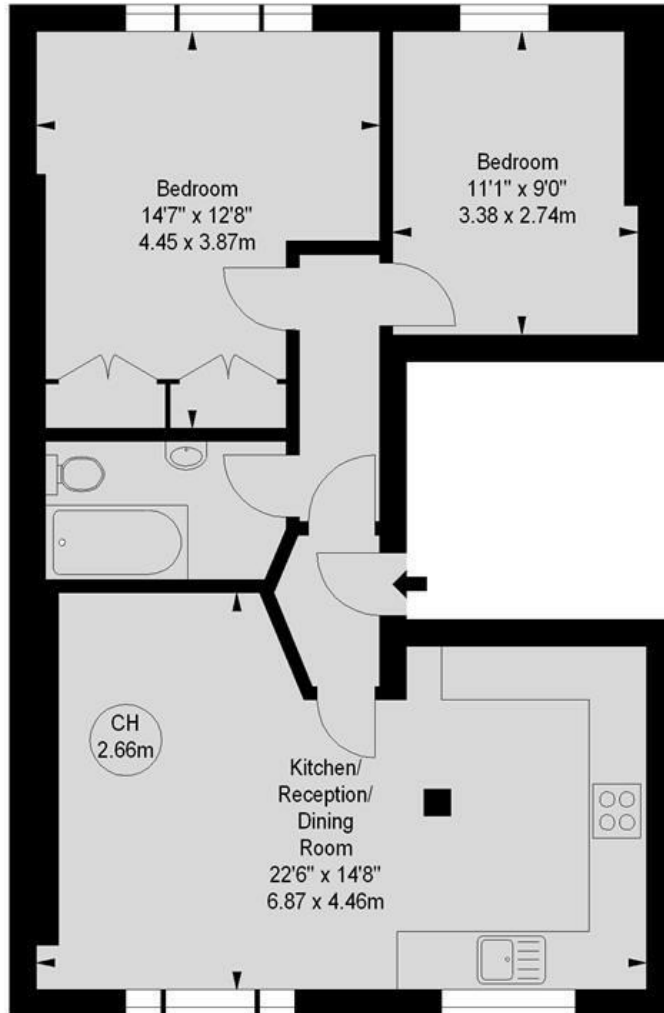 Bedroom
14'7" x 12'8"
4.45 x 3.87m
Bedroom
11'1" x 9'0"
3.38 x 2.74m
CH
2.66m
Kitchen/
Reception/
Dining
Room
22'6" x 14'8"
6.87 x 4.46m